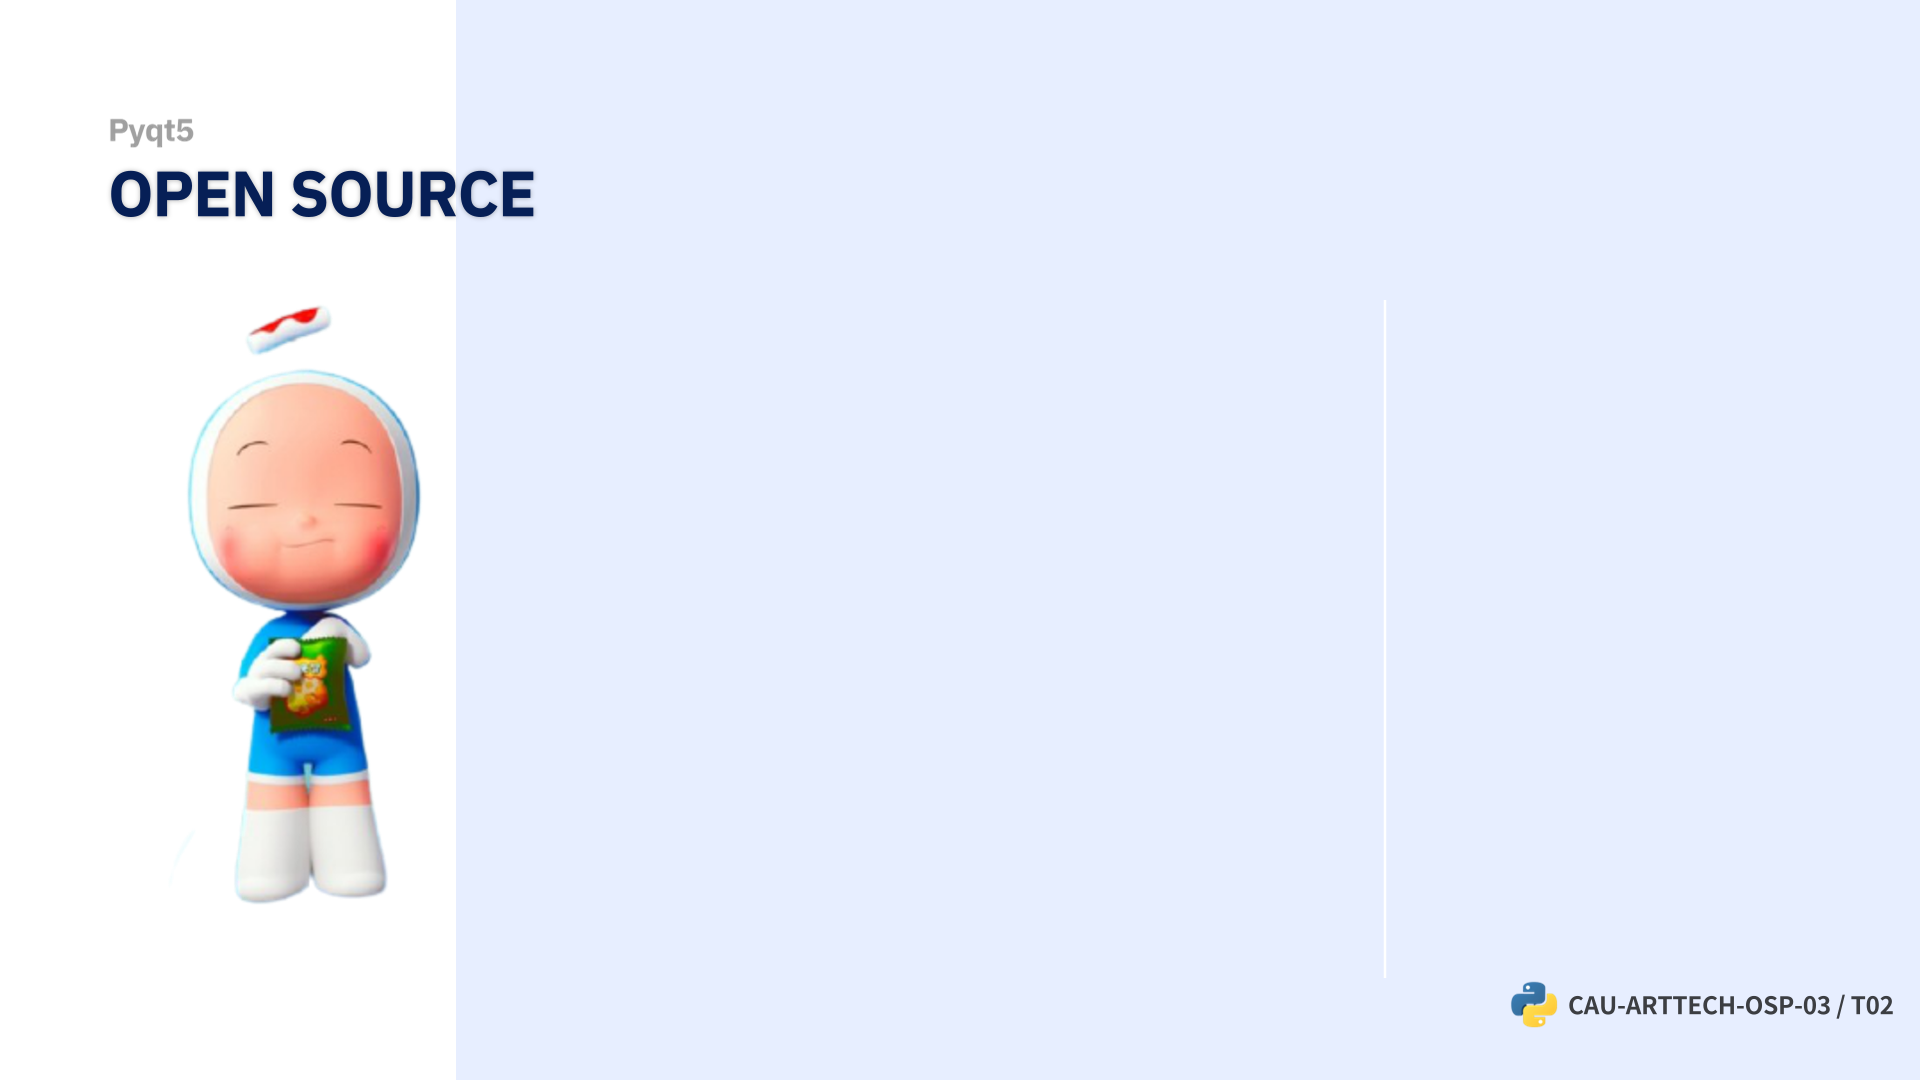 Pyqt5
OPEN SOURCE
CAU-ARTTECH-OSP-03 / T02